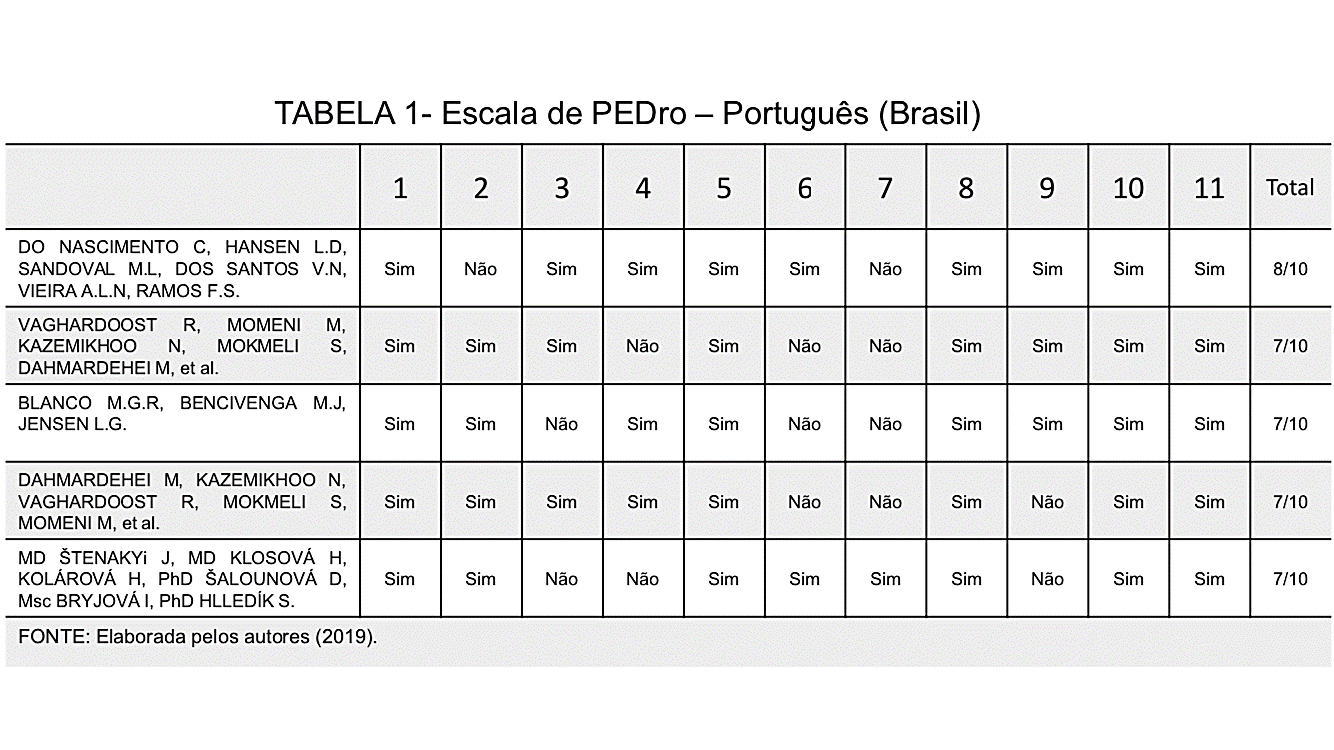 TABELA 1- Escala de PEDro – Português (Brasil)
1 2 3 4 5 6 7 8 9 10 11 Total
DO NASCIMENTO C, HANSEN L.D,
SANDOVAL M.L, DOS SANTOS V.N,
VIEIRA A.L.N, RAMOS F.S.
Sim Não Sim Sim Sim Sim Não Sim Sim Sim Sim 8/10
VAGHARDOOST R, MOMENI M,
KAZEMIKHOO N, MOKMELI S,
DAHMARDEHEI M, et al.
Sim Sim Sim Não Sim Não Não Sim Sim Sim Sim 7/10
BLANCO M.G.R, BENCIVENGA M.J,
JENSEN L.G.
Sim Sim Não Sim Sim Não Não Sim Sim Sim Sim 7/10
DAHMARDEHEI M, KAZEMIKHOO N,
VAGHARDOOST R, MOKMELI S,
MOMENI M, et al.
Sim Sim Sim Sim Sim Não Não Sim Não Sim Sim 7/10
MD ŠTENAKYi J, MD KLOSOVÁ H,
KOLÁROVÁ H, PhD ŠALOUNOVÁ D,
Msc BRYJOVÁ I, PhD HLLEDÍK S.
Sim Sim Não Não Sim Sim Sim Sim Não Sim Sim 7/10
FONTE: Elaborada pelos autores (2019).